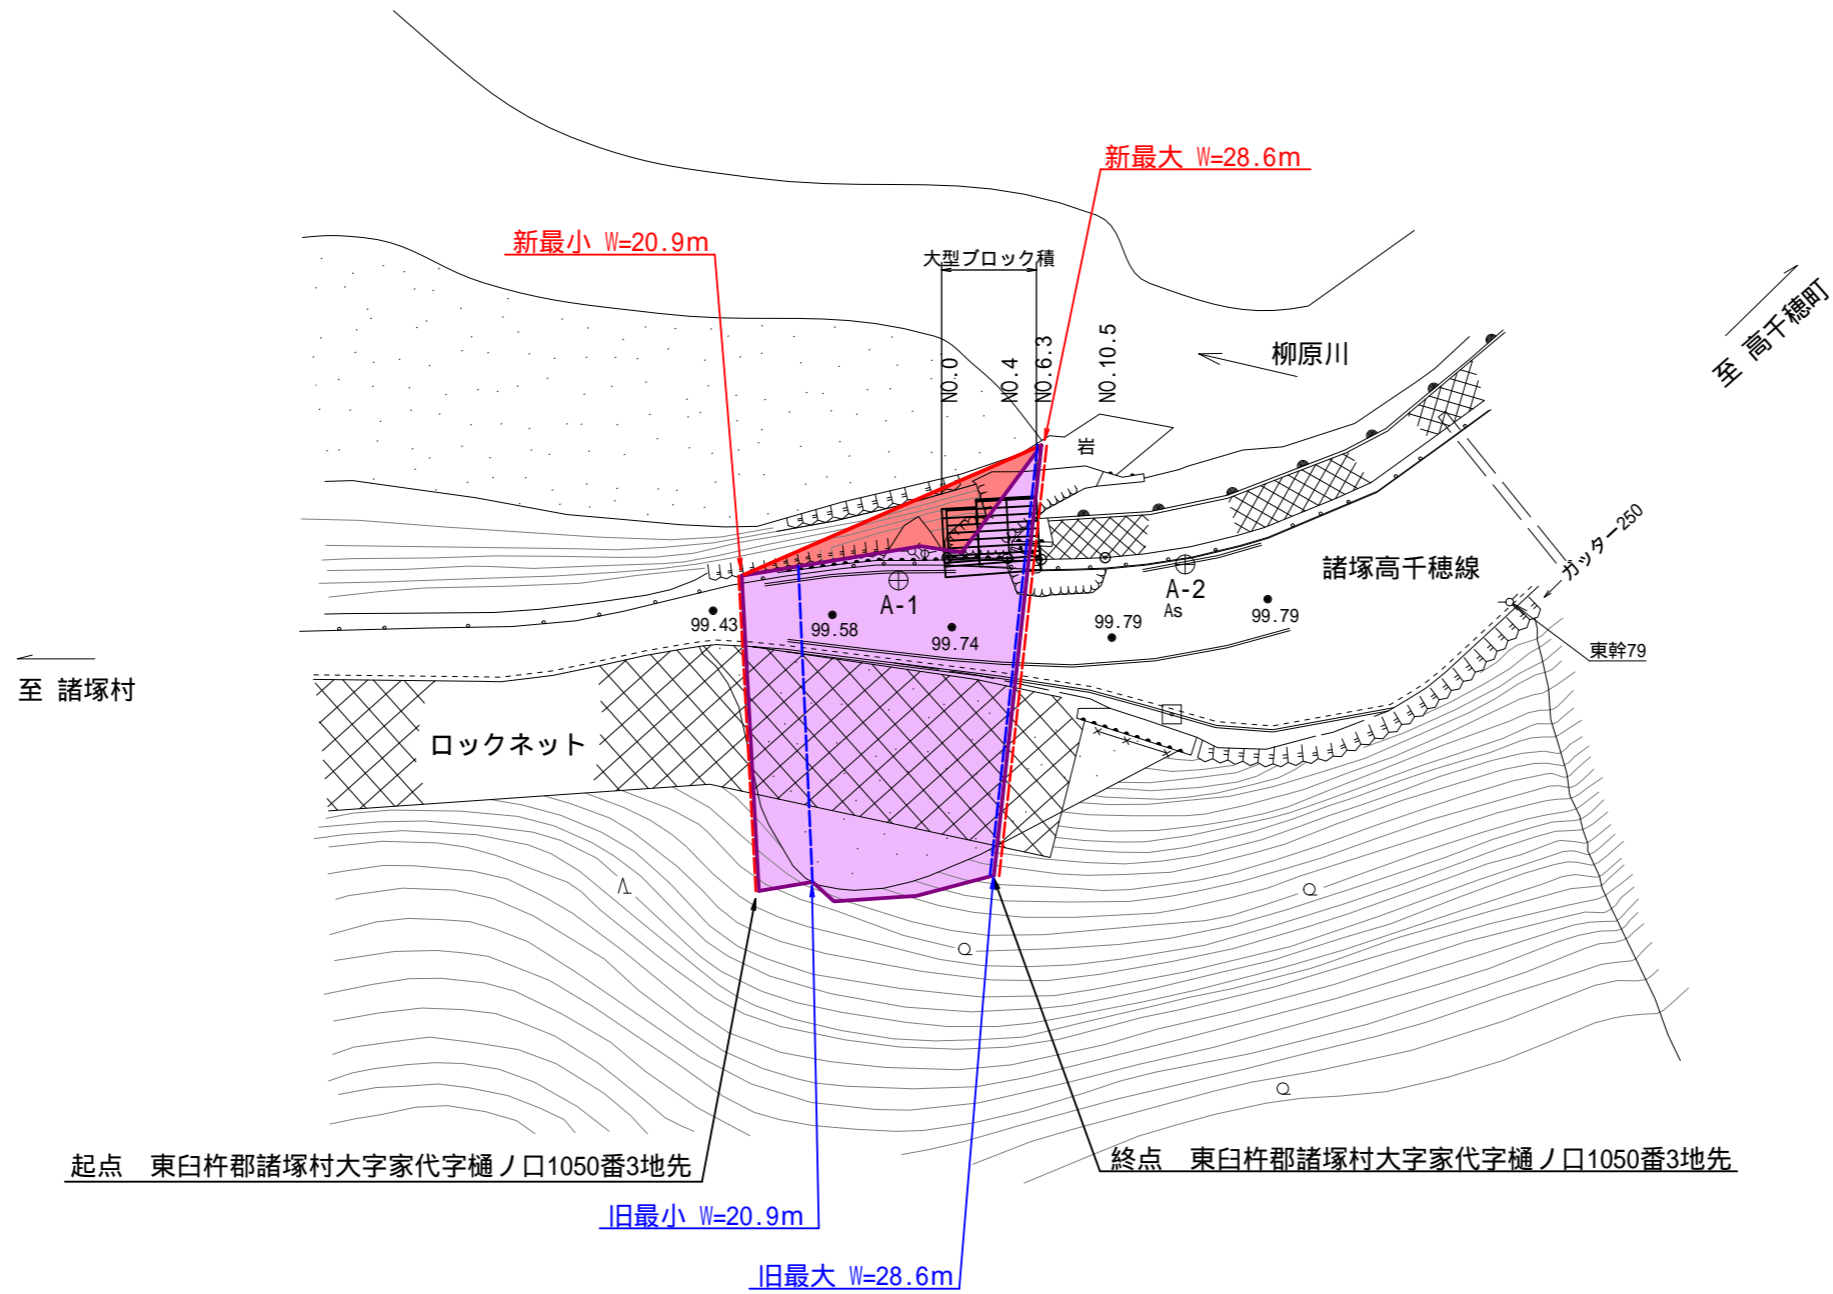 新最大 W=28.6m
新最小 W=20.9m
大型ブロック積
至 高千穂町
NO.0
NO.4
NO.6.3
NO.10.5
柳原川
岩
ガッター250
諸塚高千穂線
A-1
A-2
As
99.43
99.58
99.74
99.79
99.79
東幹79
至 諸塚村
ロックネット
起点 東臼杵郡諸塚村大字家代字樋ノ口1050番3地先
終点 東臼杵郡諸塚村大字家代字樋ノ口1050番3地先
旧最小 W=20.9m
旧最大 W=28.6m